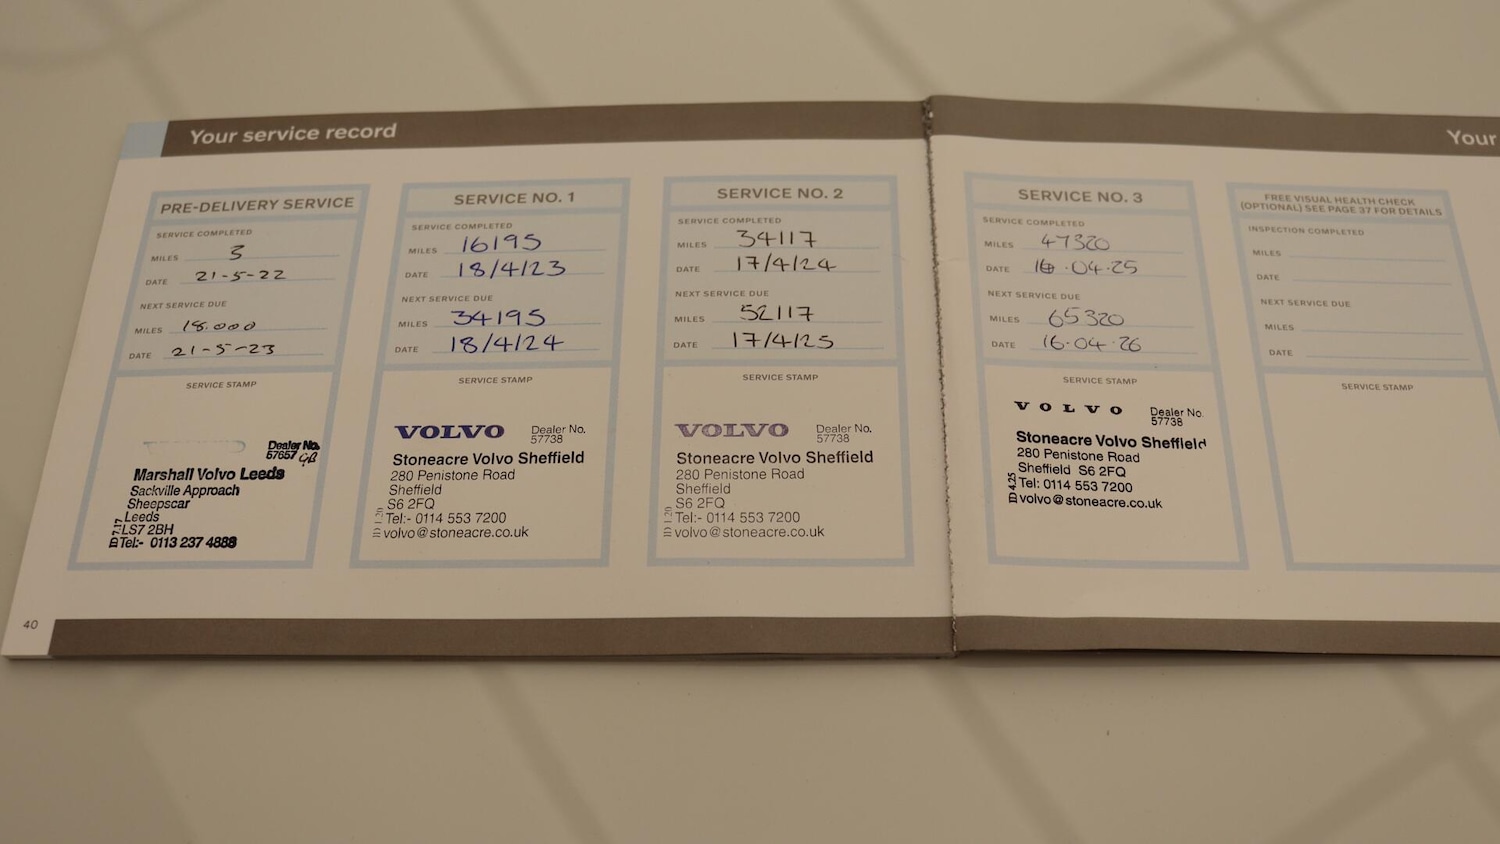 Your service record
PRE-DELIVERY SERVICE
SERVICE COMPLETED
MILES 3
DATE 21-5-22
NEXT SERVICE DUE
MILES 18.000
DATE 21-5-23
SERVICE STAMP
Dealer No.
57657
Marshall Volvo Leeds
Sackville Approach
Sheepscar
Leeds
LS7 2BH
Tel:- 0113 237 4888
ID 7.17
40
SERVICE NO. 1
SERVICE COMPLETED
MILES 16195
DATE 18/4/23
NEXT SERVICE DUE
MILES 34195
DATE 18/4/24
SERVICE STAMP
VOLVO Dealer No.
57738
Stoneacre Volvo Sheffield
280 Penistone Road
Sheffield
S6 2FQ
Tel:- 0114 553 7200
volvo@stoneacre.co.uk
SERVICE NO. 2
SERVICE COMPLETED
MILES 34117
DATE 17/4/24
NEXT SERVICE DUE
MILES 52117
DATE 17/4/25
SERVICE STAMP
VOLVO Dealer No.
57738
Stoneacre Volvo Sheffield
280 Penistone Road
Sheffield
S6 2FQ
Tel:- 0114 553 7200
volvo@stoneacre.co.uk
Your
SERVICE NO. 3
SERVICE COMPLETED
MILES 47320
DATE 16.04.25
NEXT SERVICE DUE
MILES 65320
DATE 16.04.26
SERVICE STAMP
VOLVO Dealer No.
57738
Stoneacre Volvo Sheffield
280 Penistone Road
Sheffield S6 2FQ
Tel: 0114 553 7200
volvo@stoneacre.co.uk
ID 4.25
FREE VISUAL HEALTH CHECK
(OPTIONAL) SEE PAGE 37 FOR DETAILS
INSPECTION COMPLETED
MILES
DATE
NEXT SERVICE DUE
MILES
DATE
SERVICE STAMP